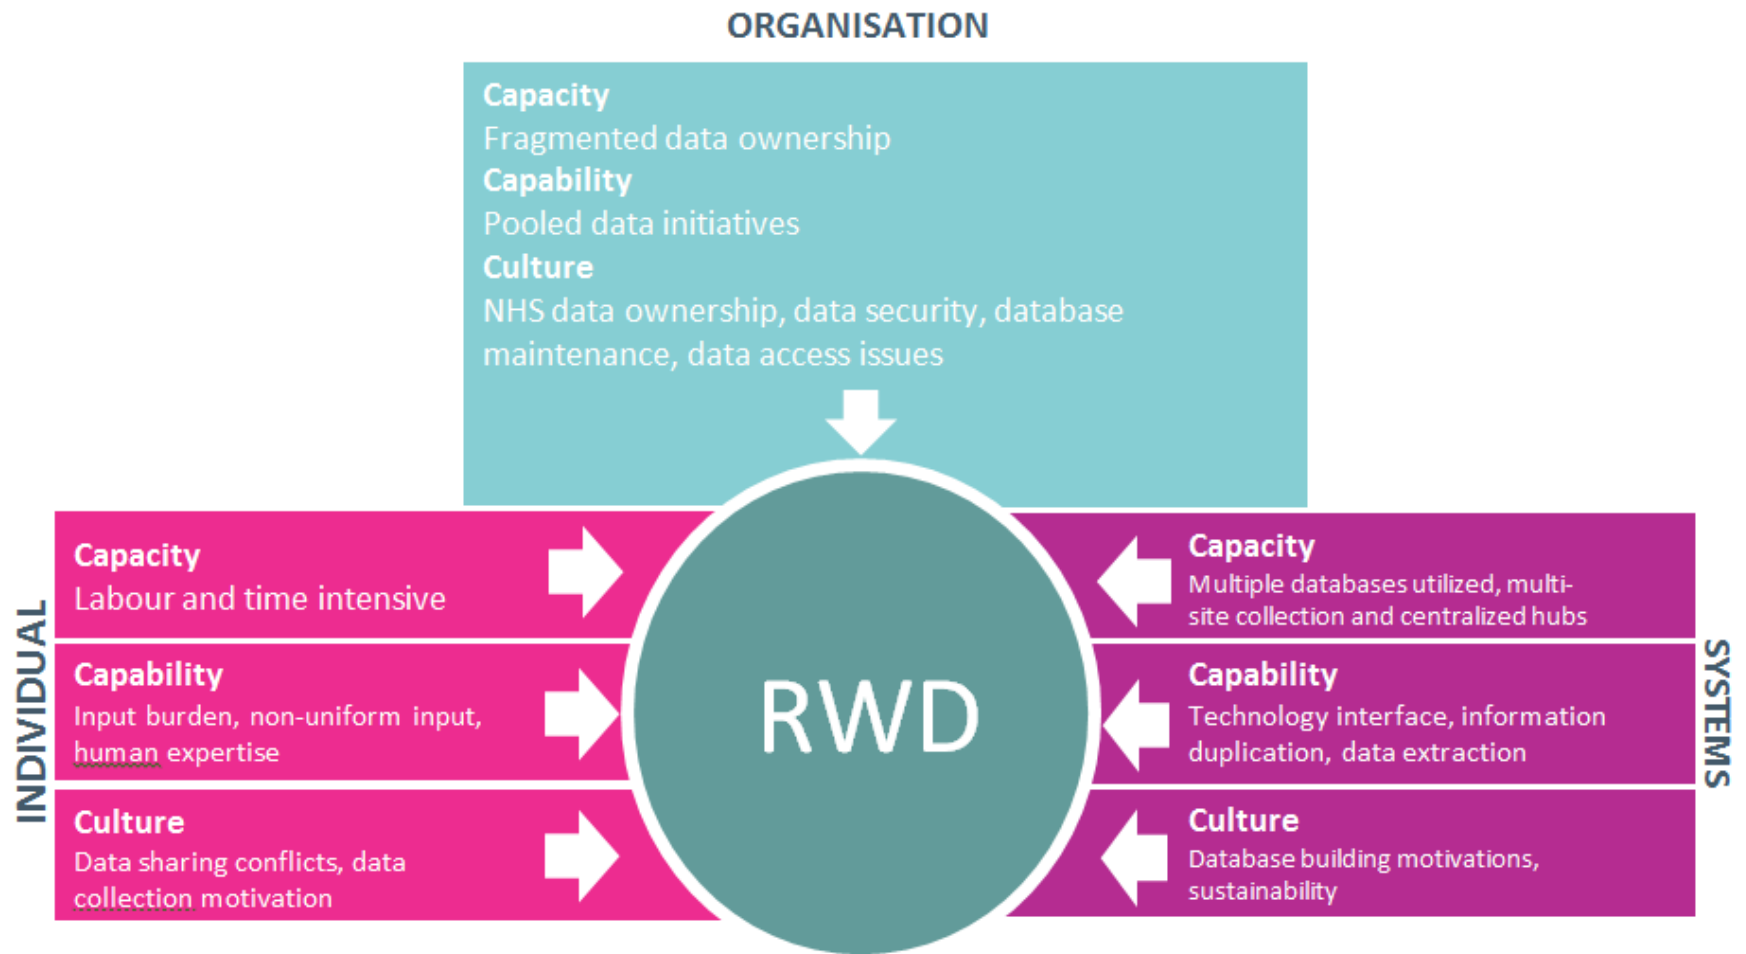 ORGANISATION
Capacity
Fragmented data ownership
Capability
Pooled data initiatives
Culture
NHS data ownership, data security, database
maintenance, data access issues
INDIVIDUAL
Capacity
Labour and time intensive
Capability
Input burden, non-uniform input,
human expertise
Culture
Data sharing conflicts, data
collection motivation
RWD
Capacity
Multiple databases utilized, multi-
site collection and centralized hubs
Capability
Technology interface, information
duplication, data extraction
Culture
Database building motivations,
sustainability
SYSTEMS